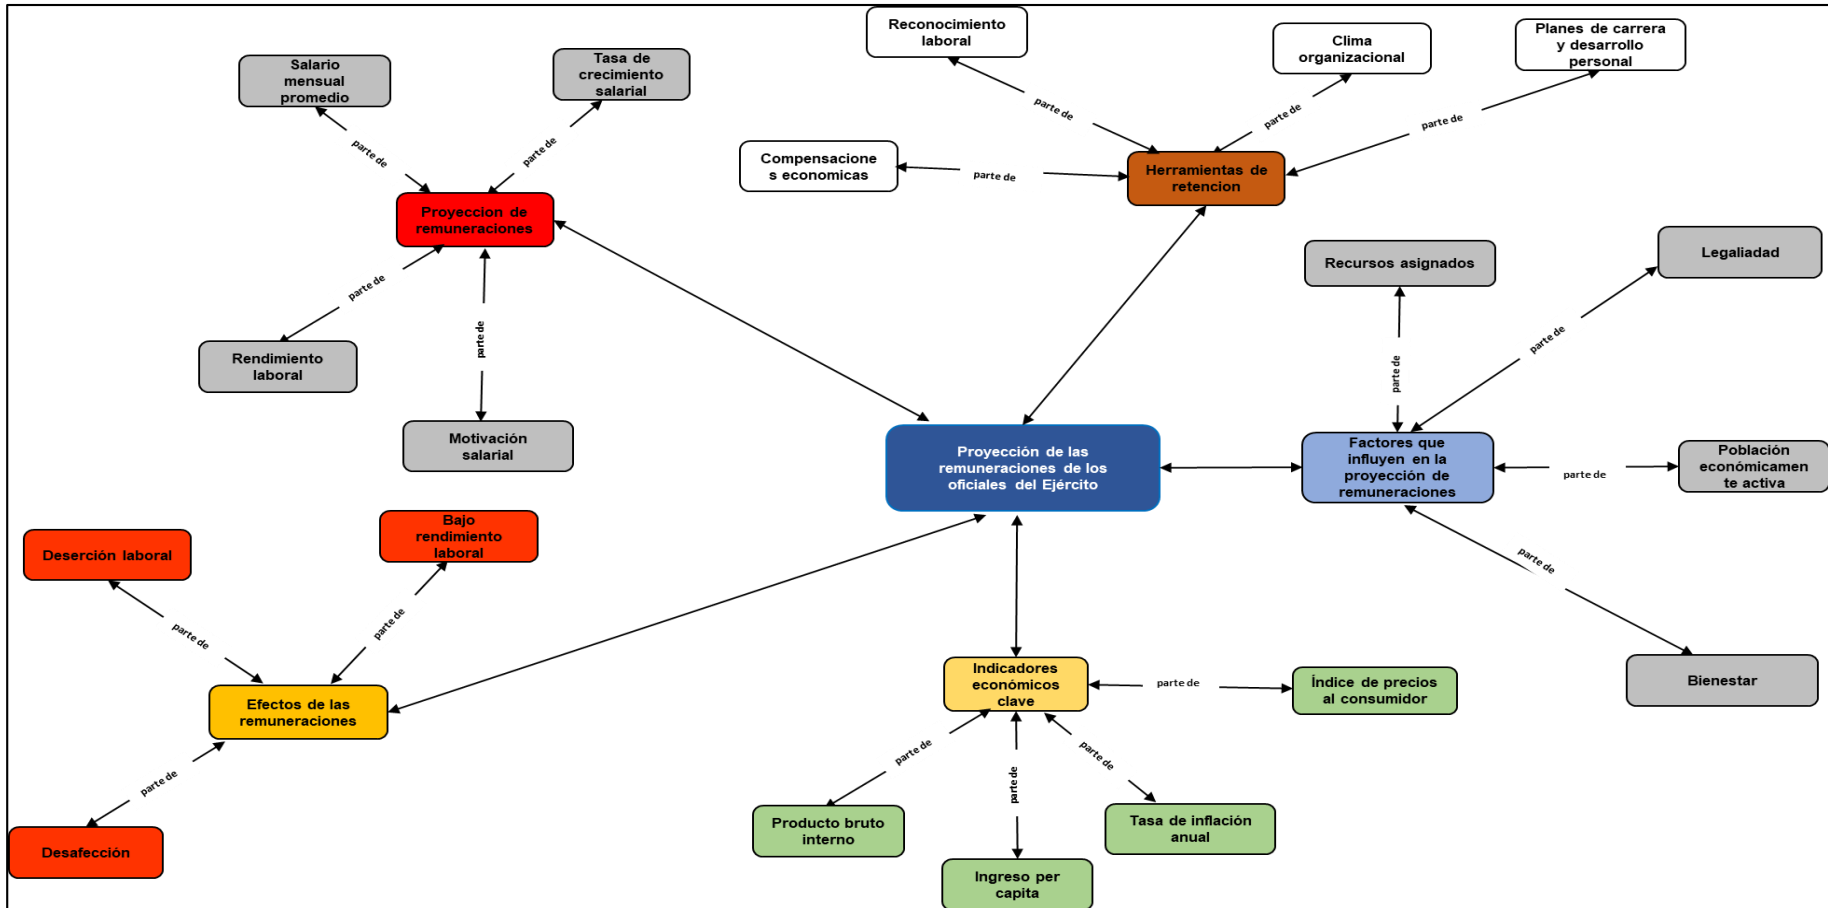 Reconocimiento
laboral
Clima
organizacional
Planes de carrera
y desarrollo
personal
Salario
mensual
promedio
Tasa de
crecimiento
salarial
parte de
parte de
parte de
parte de
parte de
Compensacione
s economicas
parte de
Herramientas de
retencion
Proyeccion de
remuneraciones
Recursos asignados
Legaliadad
parte de
parte de
parte de
parte de
Rendimiento
laboral
Motivación
salarial
Proyección de las
remuneraciones de los
oficiales del Ejército
Factores que
influyen en la
proyección de
remuneraciones
parte de
Población
económicamen
te activa
Deserción laboral
Bajo
rendimiento
laboral
parte de
parte de
parte de
Efectos de las
remuneraciones
Indicadores
económicos
clave
parte de
Índice de precios
al consumidor
Bienestar
parte de
parte de
parte de
parte de
Desafección
Producto bruto
interno
Ingreso per
capita
Tasa de inflación
anual